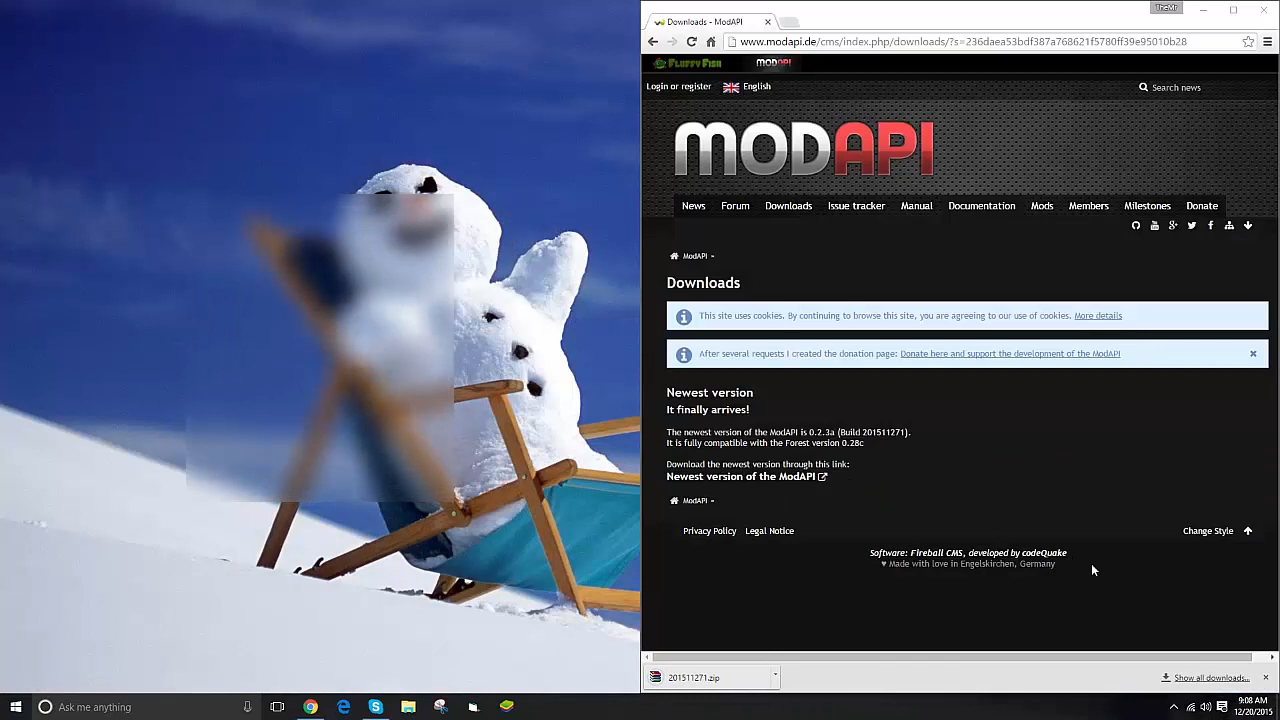 TheMr
Downloads - ModAPI
www.modapi.de/cms/index.php/downloads/?s=236daea53bdf387a768621f5780ff39e95010b28
FLUFFY FISH
MODAPI
Login or register
English
Search news
MODAPI
News Forum Downloads Issue tracker Manual Documentation Mods Members Milestones Donate
ModAPI
Downloads
This site uses cookies. By continuing to browse this site, you are agreeing to our use of cookies. More details
After several requests I created the donation page: Donate here and support the development of the ModAPI
Newest version
It finally arrives!
The newest version of the ModAPI is 0.2.3a (Build 201511271).
It is fully compatible with the Forest version 0.28c
Download the newest version through this link:
Newest version of the ModAPI
ModAPI
Privacy Policy Legal Notice
Change Style
Software: Fireball CMS, developed by codeQuake
♥ Made with love in Engelskirchen, Germany
201511271.zip
Show all downloads...
Ask me anything
9:08 AM
12/20/2015